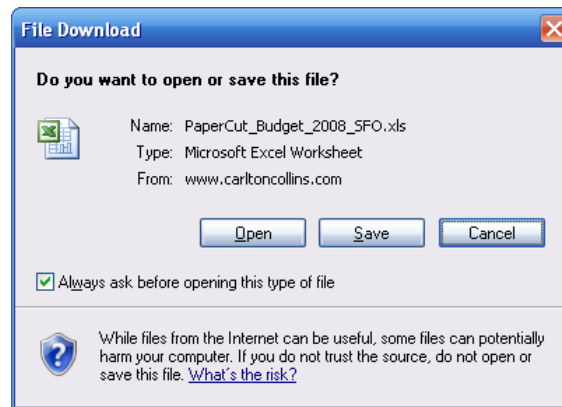 File Download
Do you want to open or save this file?
Name: PaperCut_Budget_2008_SFO.xls
Type: Microsoft Excel Worksheet
From: www.carltoncollins.com
Open Save Cancel
Always ask before opening this type of file
While files from the Internet can be useful, some files can potentially
harm your computer. If you do not trust the source, do not open or
save this file. What's the risk?